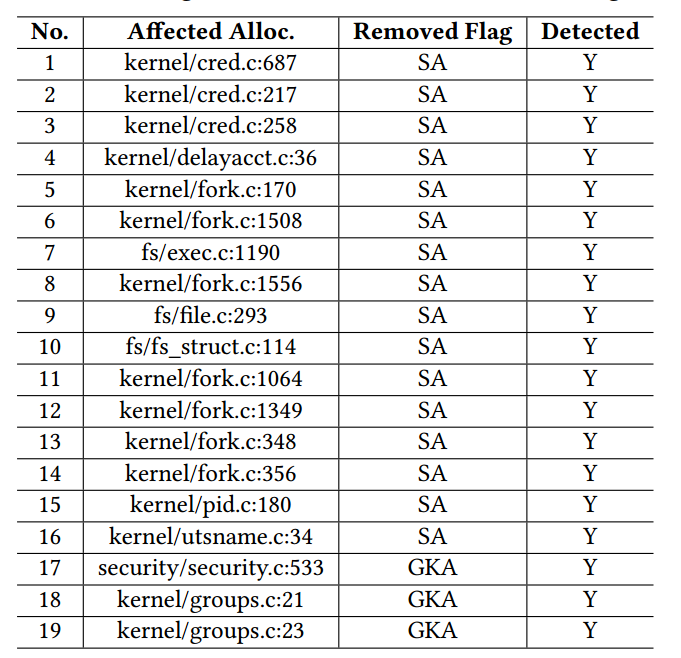 No. Affected Alloc. Removed Flag Detected
1 kernel/cred.c:687 SA Y
2 kernel/cred.c:217 SA Y
3 kernel/cred.c:258 SA Y
4 kernel/delayacct.c:36 SA Y
5 kernel/fork.c:170 SA Y
6 kernel/fork.c:1508 SA Y
7 fs/exec.c:1190 SA Y
8 kernel/fork.c:1556 SA Y
9 fs/file.c:293 SA Y
10 fs/fs_struct.c:114 SA Y
11 kernel/fork.c:1064 SA Y
12 kernel/fork.c:1349 SA Y
13 kernel/fork.c:348 SA Y
14 kernel/fork.c:356 SA Y
15 kernel/pid.c:180 SA Y
16 kernel/utsname.c:34 SA Y
17 security/security.c:533 GKA Y
18 kernel/groups.c:21 GKA Y
19 kernel/groups.c:23 GKA Y